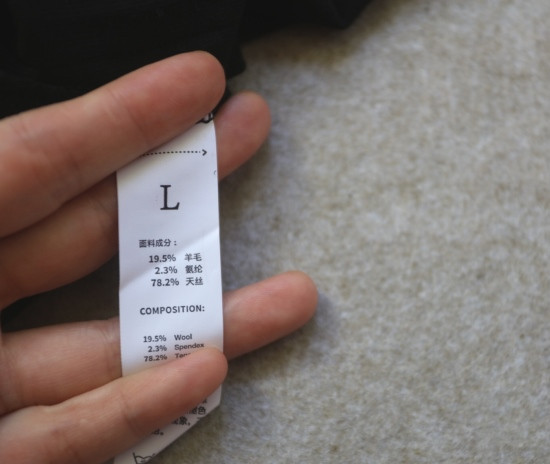 L
面料成分：
19.5% 羊毛
2.3% 氨纶
78.2% 天丝
COMPOSITION:
19.5% Wool
2.3% Spendex
78.2%